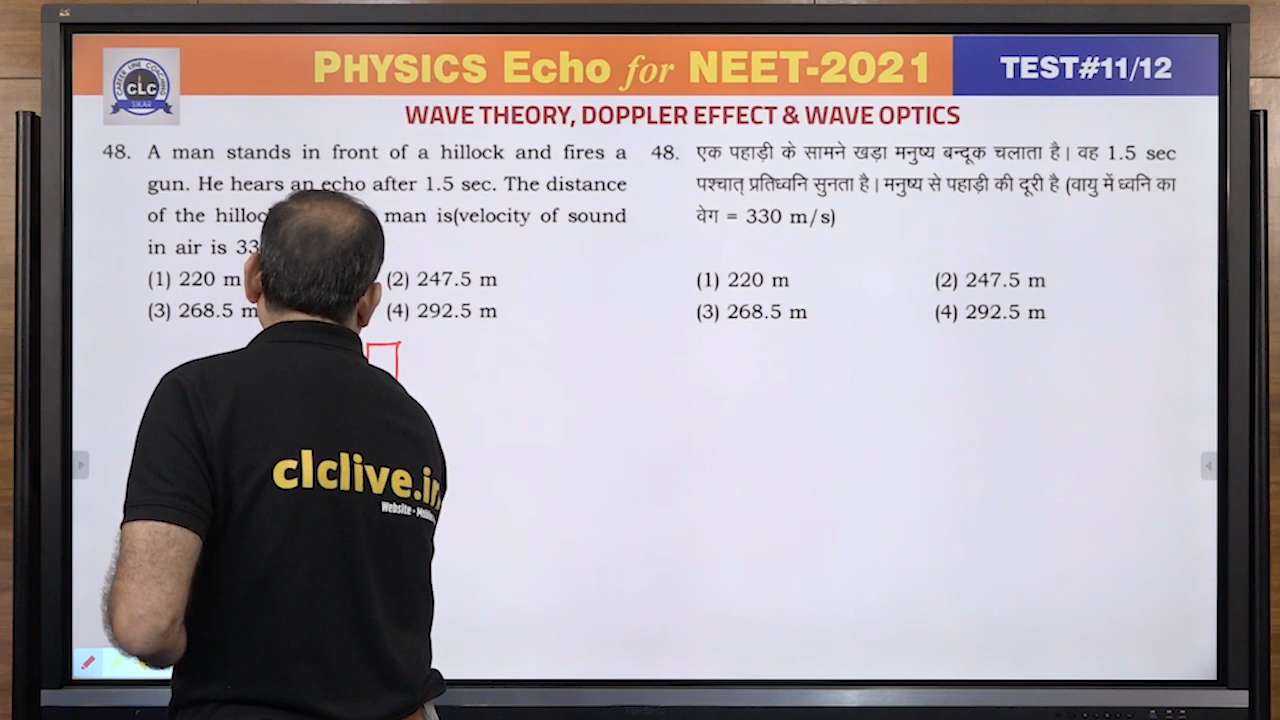 PHYSICS Echo for NEET-2021
TEST#11/12
CAREER LINE COACHING
CLC
SIKAR
WAVE THEORY, DOPPLER EFFECT & WAVE OPTICS
48. A man stands in front of a hillock and fires a
gun. He hears an echo after 1.5 sec. The distance
of the man is(velocity of sound
in air is 33
(1) 220 m (2) 247.5 m
(3) 268.5 m (4) 292.5 m
48. एक पहाड़ी के सामने खड़ा मनुष्य बन्दूक चलाता है। वह 1.5 sec
पश्चात् प्रतिध्वनि सुनता है। मनुष्य से पहाड़ी की दूरी है (वायु में ध्वनि का
वेग = 330 m/s)
(1) 220 m (2) 247.5 m
(3) 268.5 m (4) 292.5 m
clclive.in
Website -